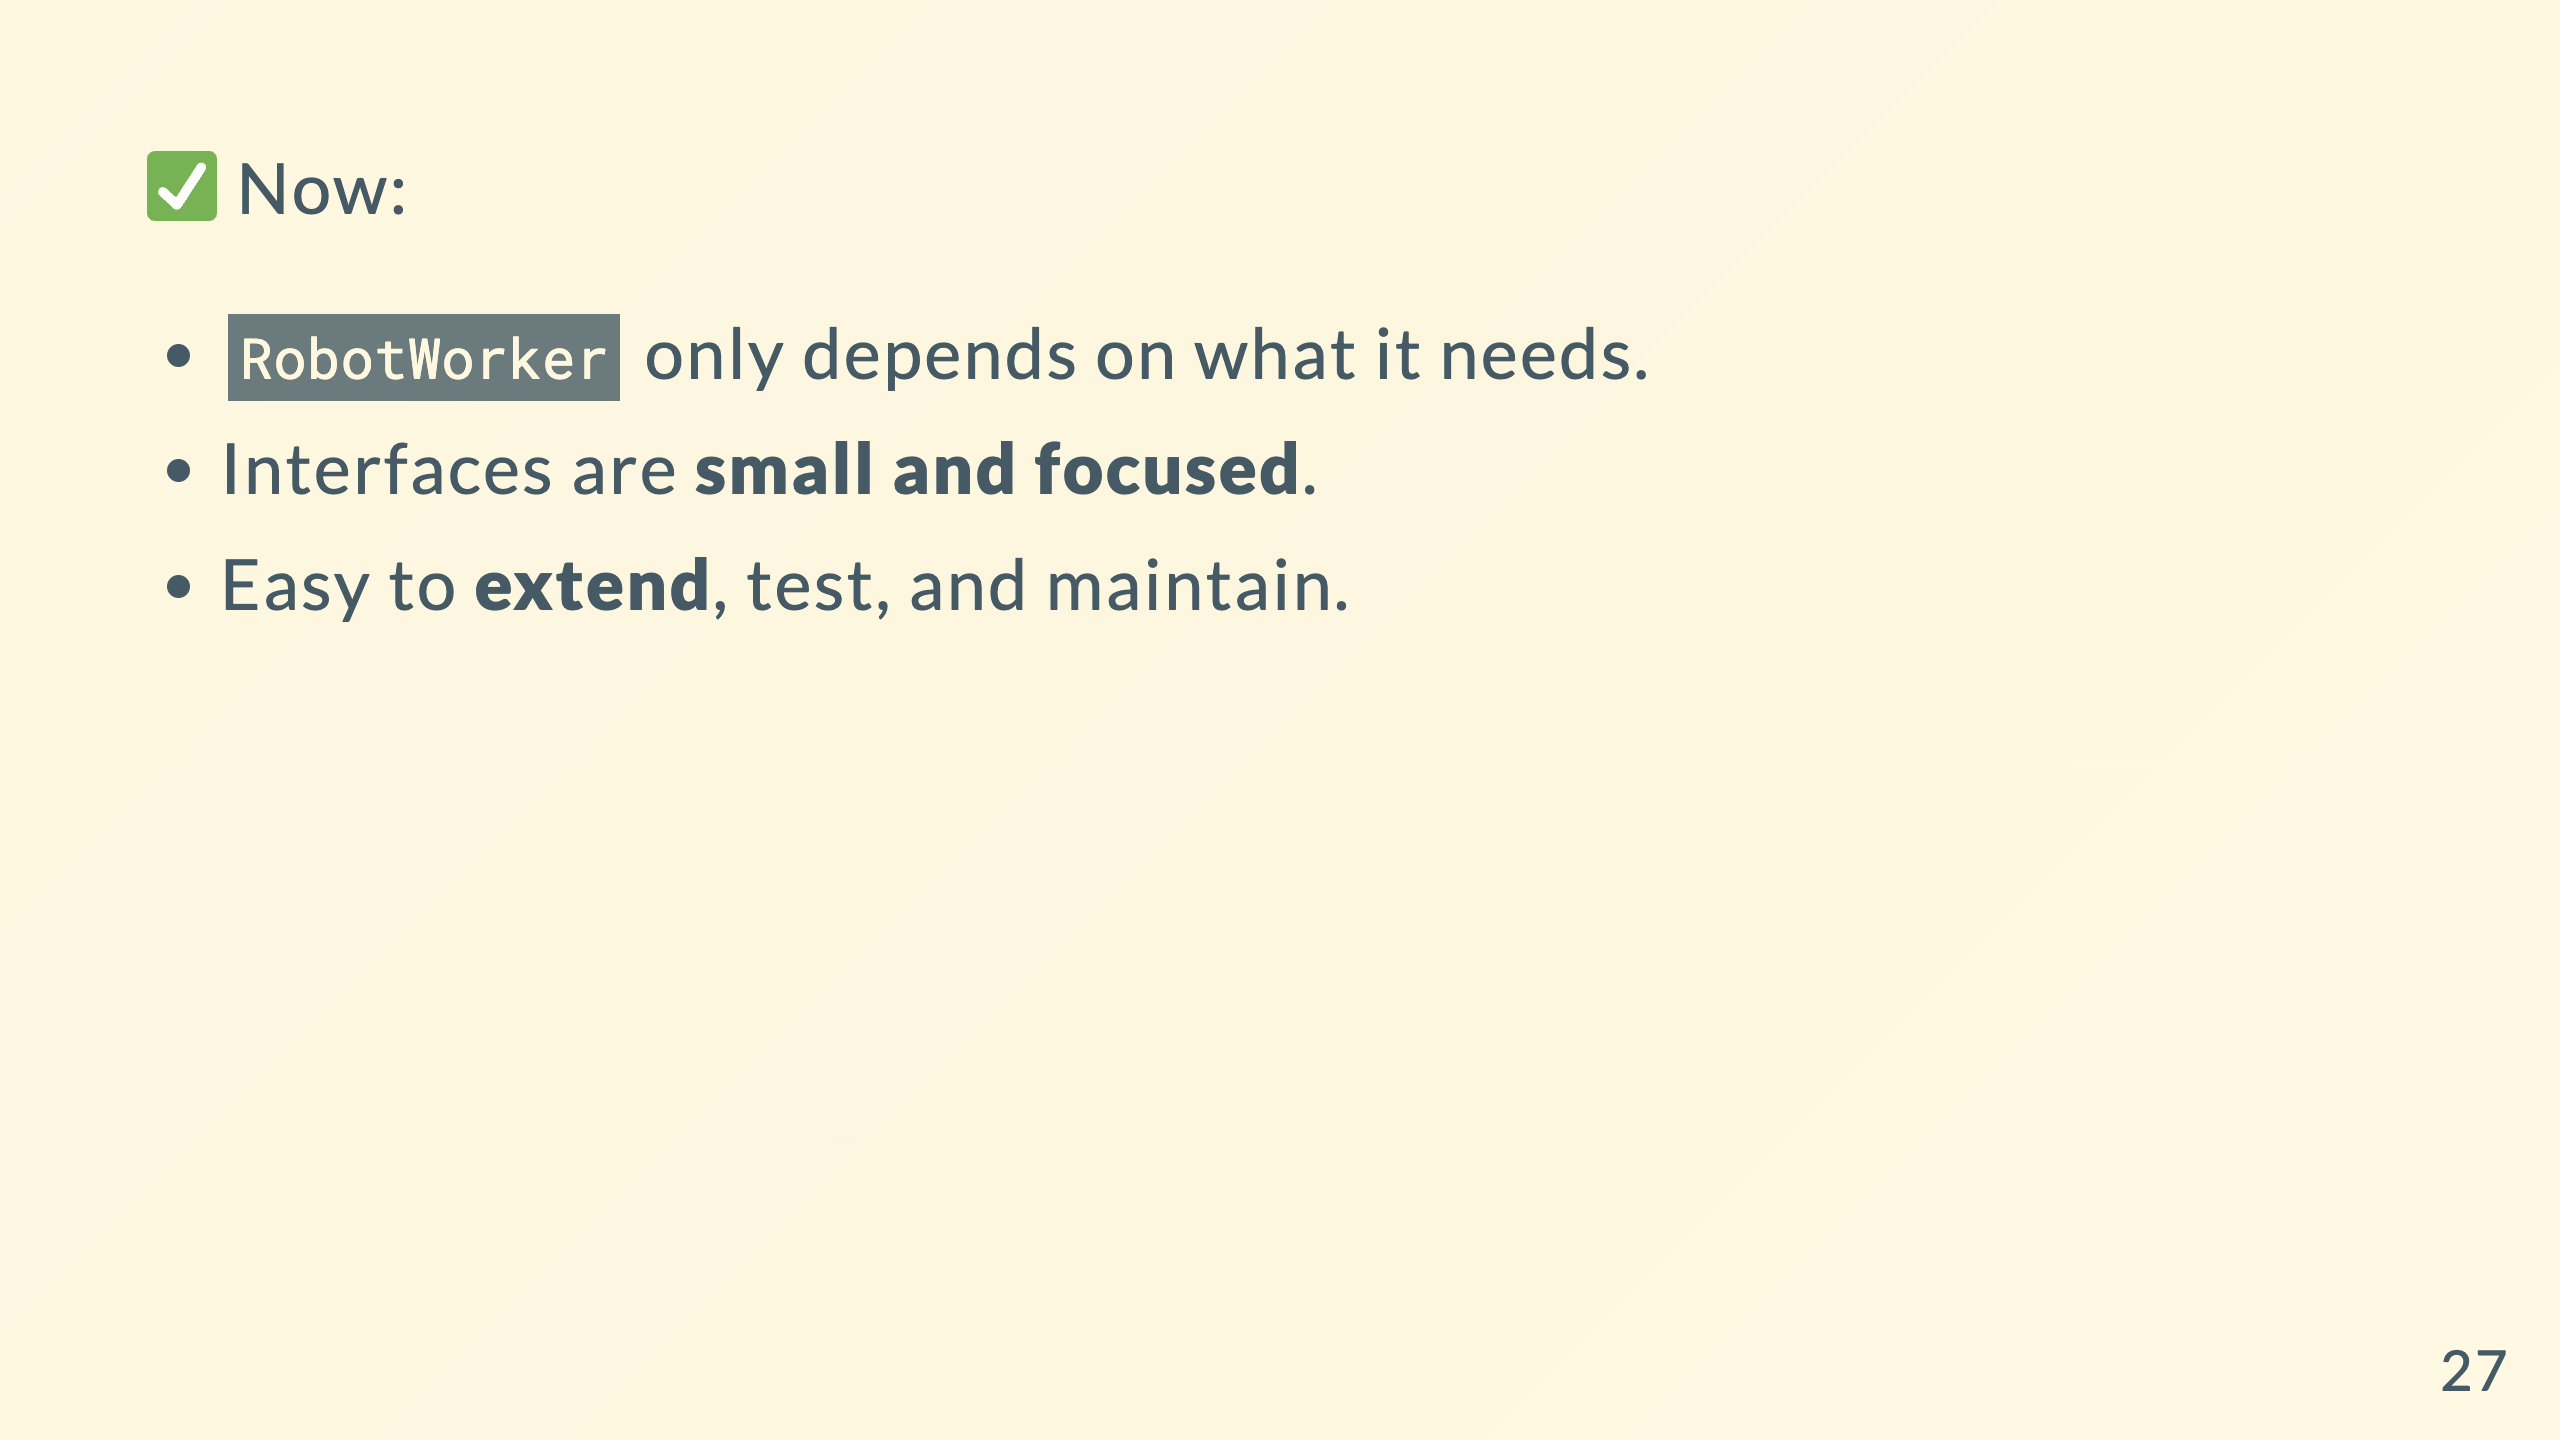 ✅ Now:
• RobotWorker only depends on what it needs.
• Interfaces are small and focused.
• Easy to extend, test, and maintain.
27